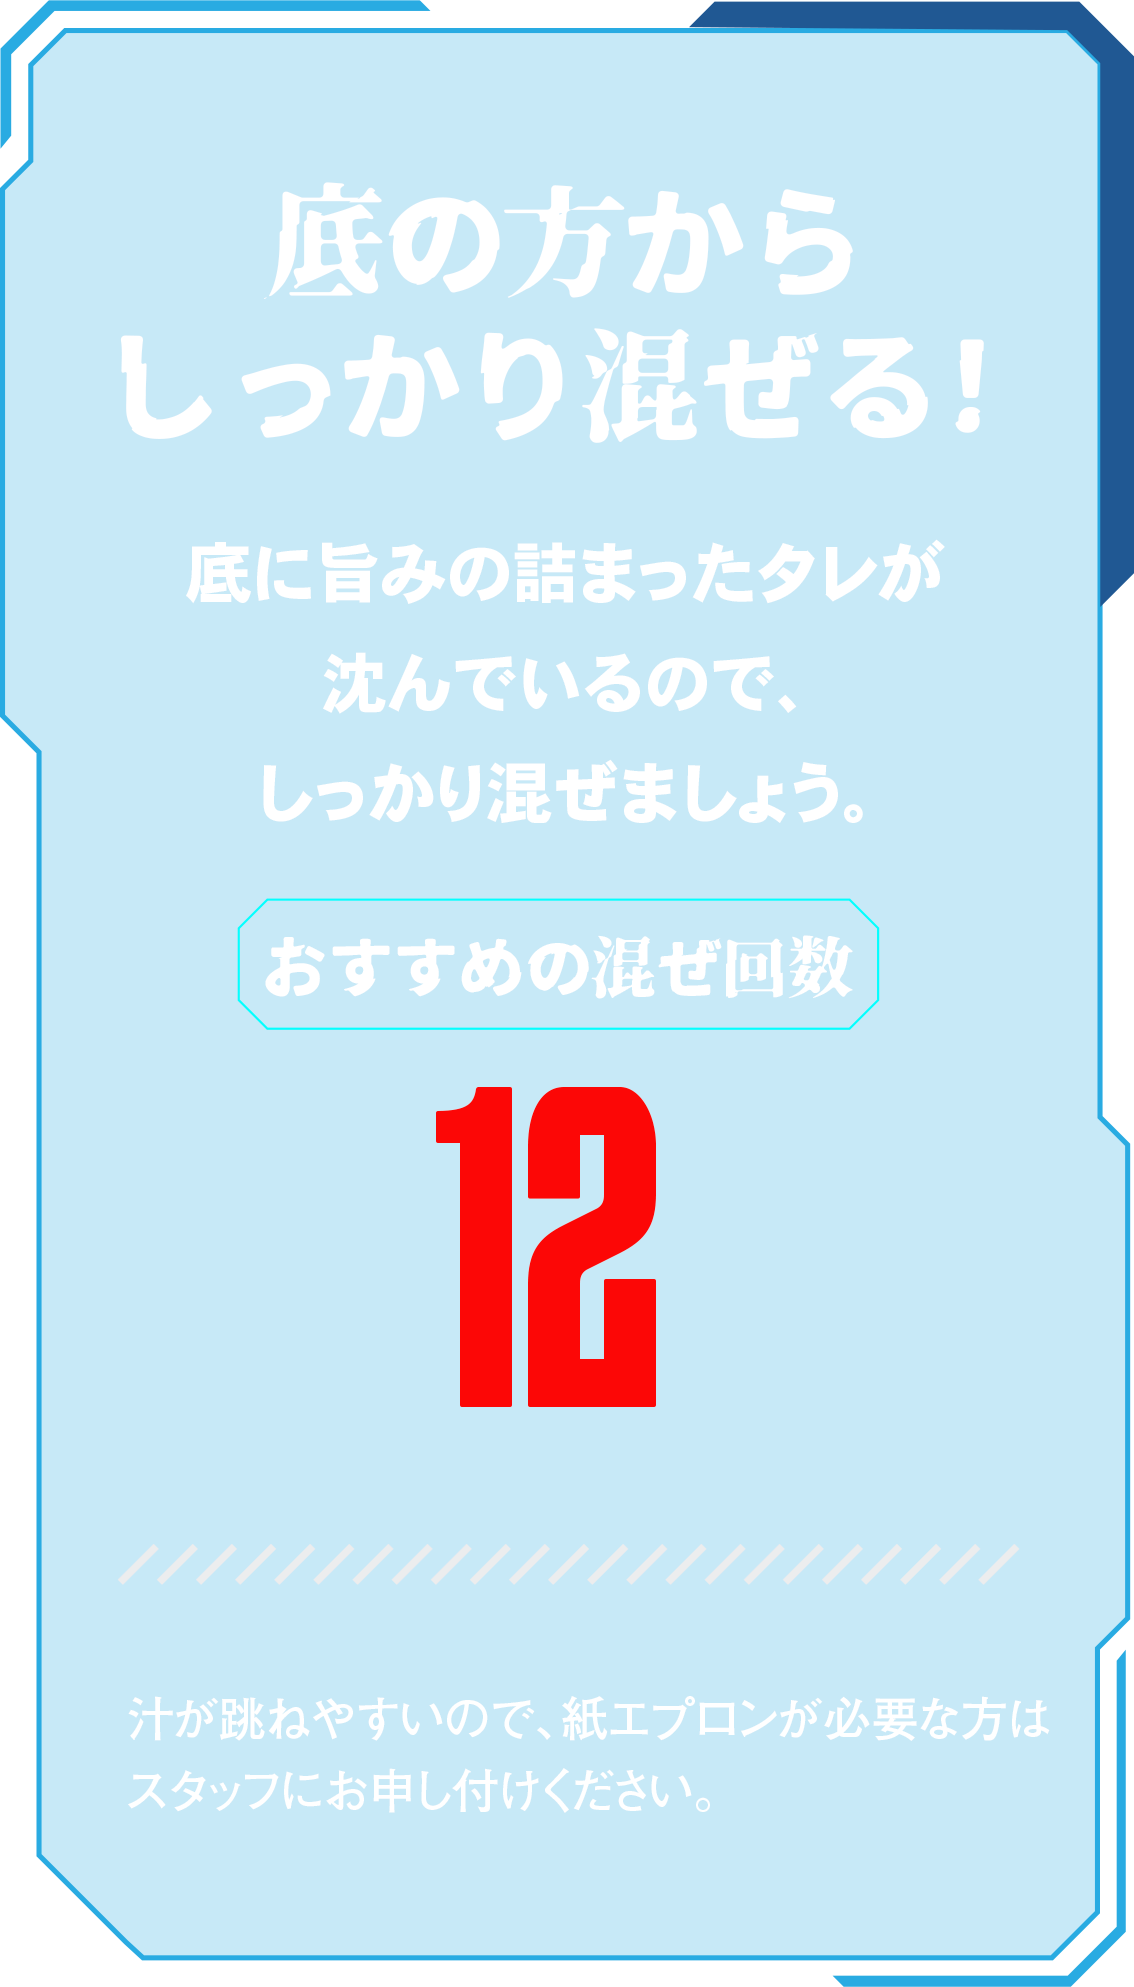 底の方から
しっかり混ぜる!
底に旨みの詰まったタレが
沈んでいるので、
しっかり混ぜましょう。
おすすめの混ぜ回数
12
汁が跳ねやすいので、紙エプロンが必要な方は
スタッフにお申し付けください。